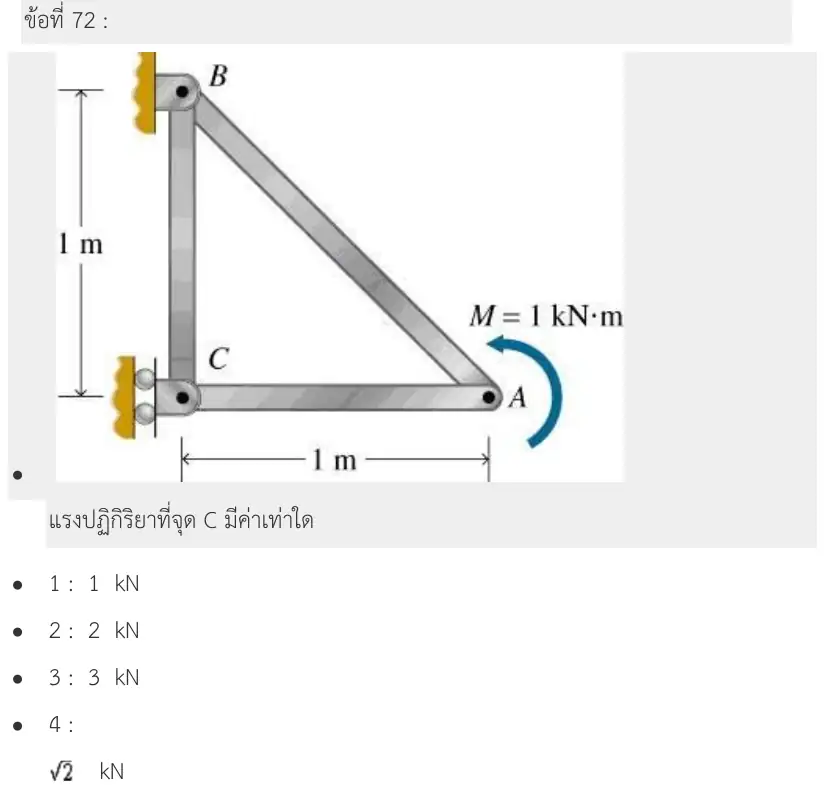 ข้อที่ 72 :
B
1 m
M = 1 kN·m
C
A
1 m
แรงปฏิกิริยาที่จุด C มีค่าเท่าใด
1 : 1 kN
2 : 2 kN
3 : 3 kN
4 :
√2 kN